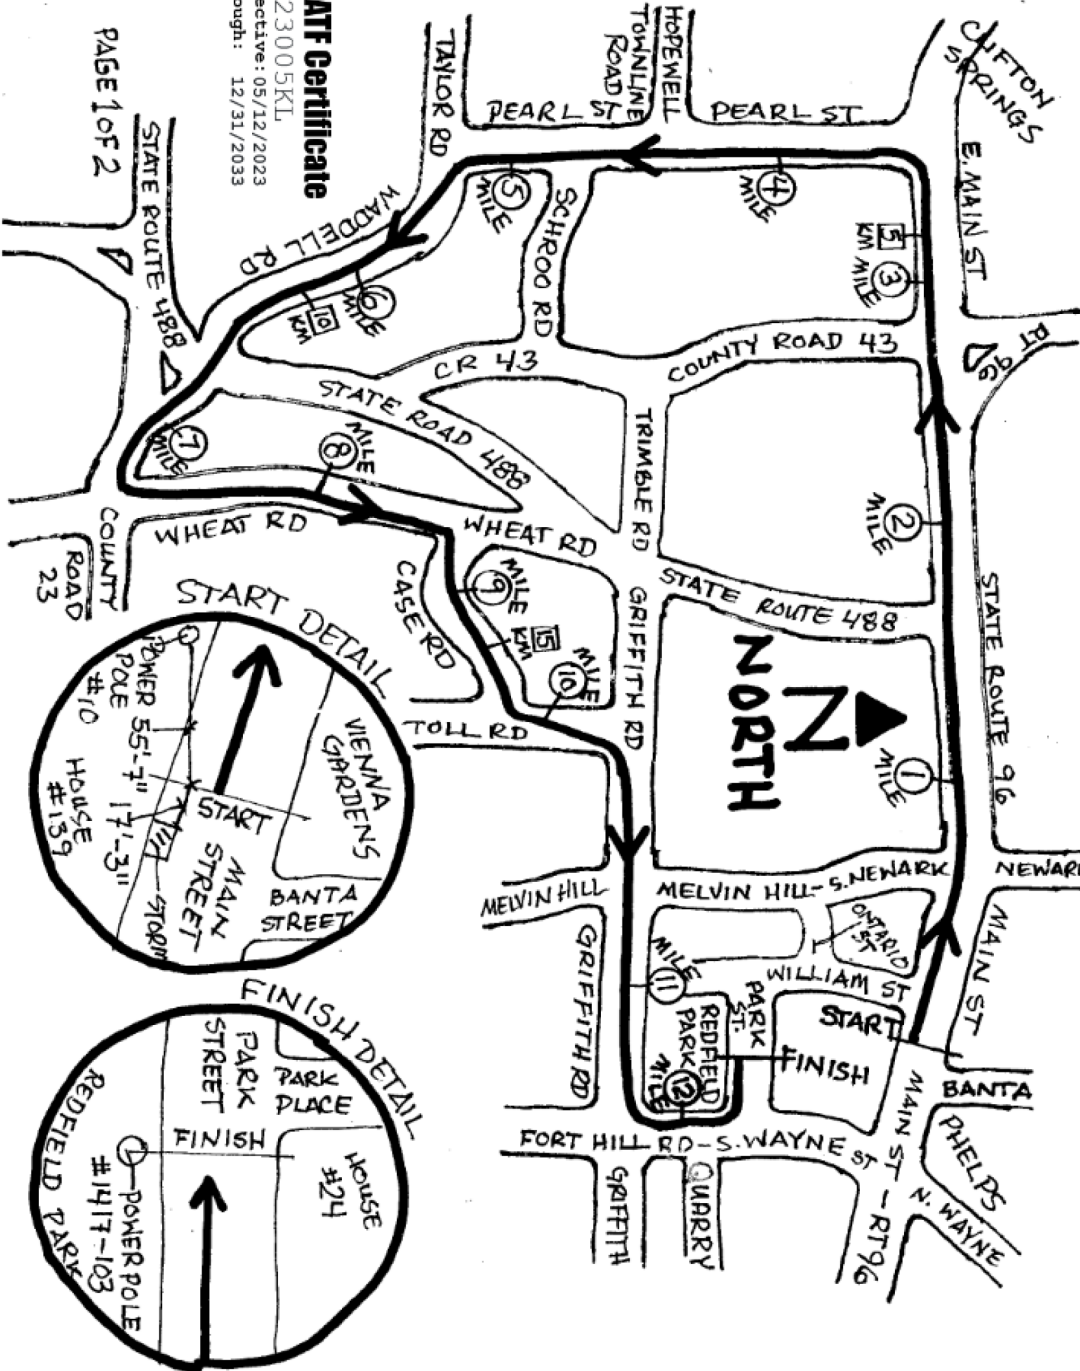 CLIFTON
SPRINGS
E. MAIN ST
RT 96
STATE ROUTE 96
NEWARK
MAIN ST
BANTA
PHELPS
N. WAYNE
MAIN ST - RT96
HOPEWELL
TOWNLINE
ROAD
PEARL ST
PEARL ST
TAYLOR RD
ATF Certificate
23005KL
ective: 05/12/2023
ough: 12/31/2033
PAGE 1 OF 2
STATE ROUTE 488
WADDELL RD
SCHROO RD
CR 43
COUNTY ROAD 43
STATE ROAD 488
TRIMBLE RD
STATE ROUTE 488
WHEAT RD
WHEAT RD
COUNTY
ROAD
23
CASE RD
TOLL RD
GRIFFITH RD
N
NORTH
MELVIN HILL
MELVIN HILL-S.NEWARK
ONTARIO
ST
WILLIAM ST
PARK
ST.
REDFIELD
PARK
START
FINISH
GRIFFITH RD
FORT HILL RD-S. WAYNE ST
GRIFFITH
QUARRY
1
MILE
2
MILE
3
MILE
5
KM
4
MILE
5
MILE
6
MILE
10
KM
7
MILE
8
MILE
9
MILE
15
KM
10
MILE
11
MILE
12
MILE
START DETAIL
VIENNA
GARDENS
BANTA
STREET
START
MAIN
STREET
POWER
POLE
#10
55'-7"
17'-3"
HOUSE
#139
STORM
FINISH DETAIL
PARK
STREET
PARK
PLACE
FINISH
HOUSE
#24
POWER POLE
#1417-103
REDFIELD PARK